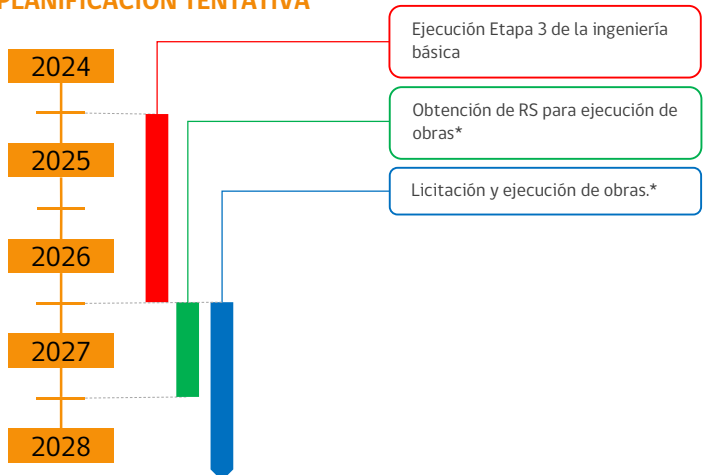 PLANIFICACIÓN TENTATIVA
Ejecución Etapa 3 de la ingeniería
básica
2024
Obtención de RS para ejecución de
obras*
2025
Licitación y ejecución de obras.*
2026
2027
2028